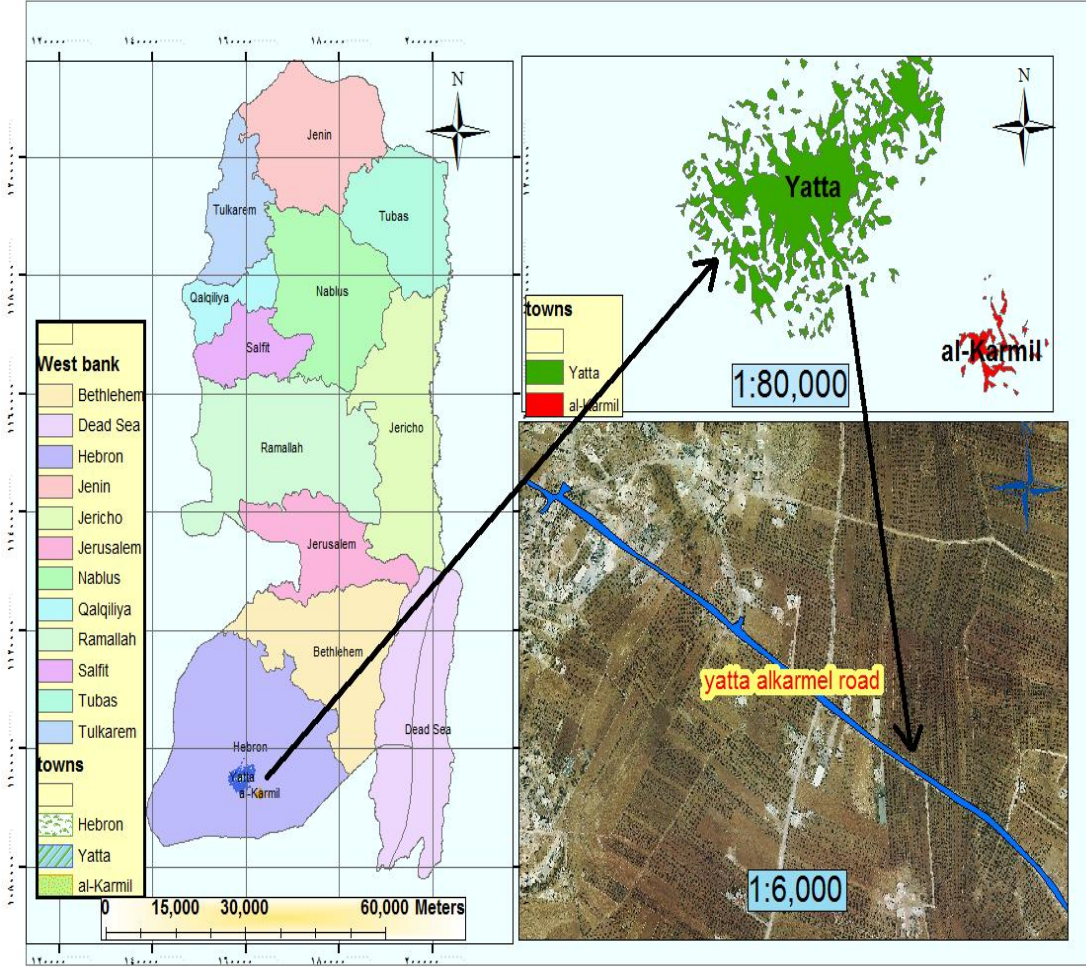 N
Jenin
Tulkarem
Tubas
Nablus
Qalqiliya
Salfit
Jericho
Ramallah
Jerusalem
Bethlehem
Dead Sea
Hebron
Yatta
al-Karmil
West bank
Bethlehem
Dead Sea
Hebron
Jenin
Jericho
Jerusalem
Nablus
Qalqiliya
Ramallah
Salfit
Tubas
Tulkarem
towns
Hebron
Yatta
al-Karmil
0 15,000 30,000 60,000 Meters
N
Yatta
al-Karmil
towns
Yatta
al-Karmil
1:80,000
yatta alkarmel road
1:6,000